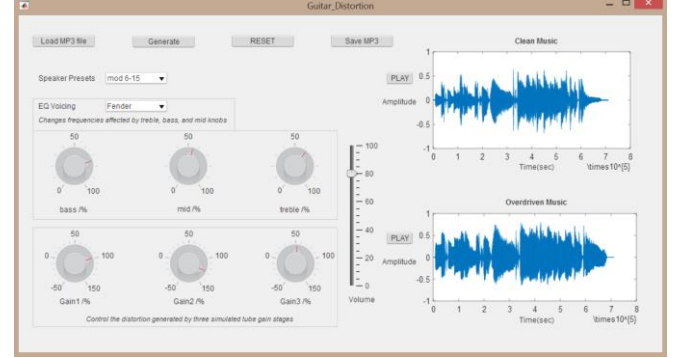 Guitar_Distortion
Load MP3 file
Generate
RESET
Save MP3
Speaker Presets
mod 6-15
EQ Voicing
Fender
Changes frequencies affected by treble, bass, and mid knobs
50
0
100
bass /%
50
0
100
mid /%
50
0
100
treble /%
50
0
100
-50
150
Gain1 /%
50
0
100
-50
150
Gain2 /%
50
0
100
-50
150
Gain3 /%
Control the distortion generated by three simulated tube gain stages
100
80
60
40
20
0
Volume
Clean Music
PLAY
Amplitude
1
0.5
0
-0.5
-1
0 1 2 3 4 5 6 7 8
Time(sec)
\times10^{5}
Overdriven Music
PLAY
Amplitude
1
0.5
0
-0.5
-1
0 1 2 3 4 5 6 7 8
Time(sec)
\times10^{5}